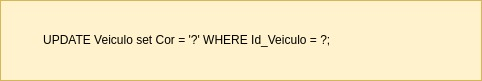 UPDATE Veiculo set Cor = '?' WHERE Id_Veiculo = ?;